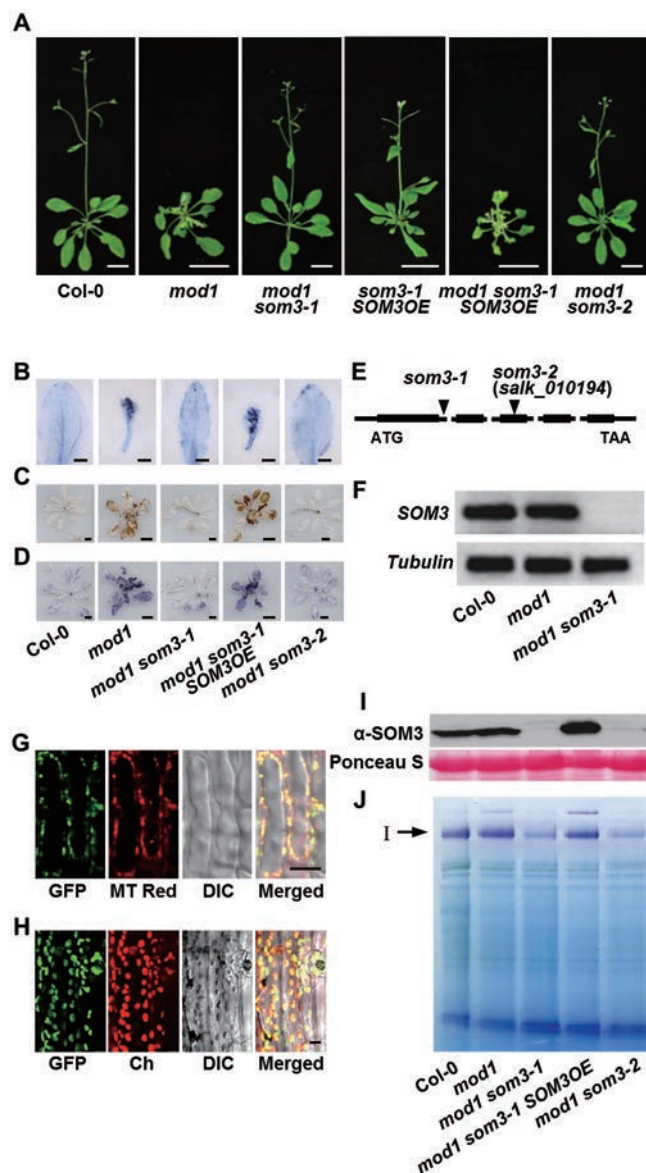 A
Col-0
mod1
mod1
som3-1
som3-1
SOM3OE
mod1 som3-1
SOM3OE
mod1
som3-2
B
C
D
Col-0
mod1
mod1 som3-1
mod1 som3-1
SOM3OE
mod1 som3-2
E
som3-1
som3-2
(salk_010194)
ATG
TAA
F
SOM3
Tubulin
Col-0
mod1
mod1 som3-1
G
GFP
MT Red
DIC
Merged
H
GFP
Ch
DIC
Merged
I
α-SOM3
Ponceau S
J
I
Col-0
mod1
mod1 som3-1
mod1 som3-1 SOM3OE
mod1 som3-2